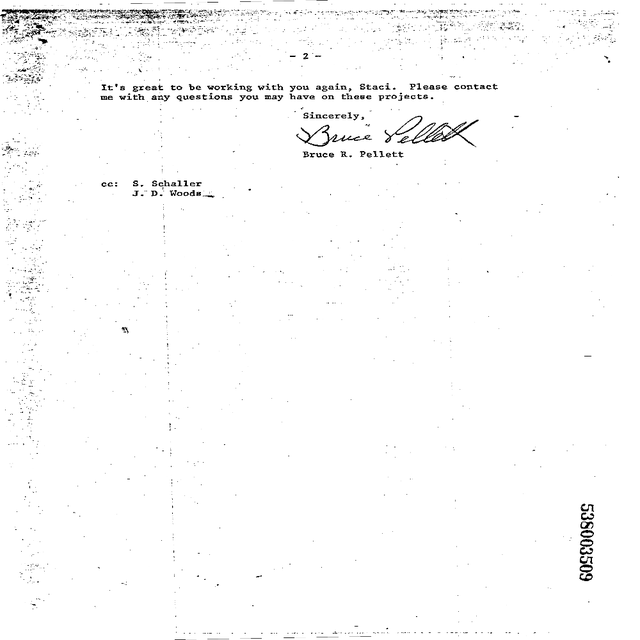 - 2 -
It's great to be working with you again, Staci. Please contact
me with any questions you may have on these projects.
Sincerely,
Bruce Pellett
Bruce R. Pellett
cc: S. Schaller
J. D. Woods
538003509